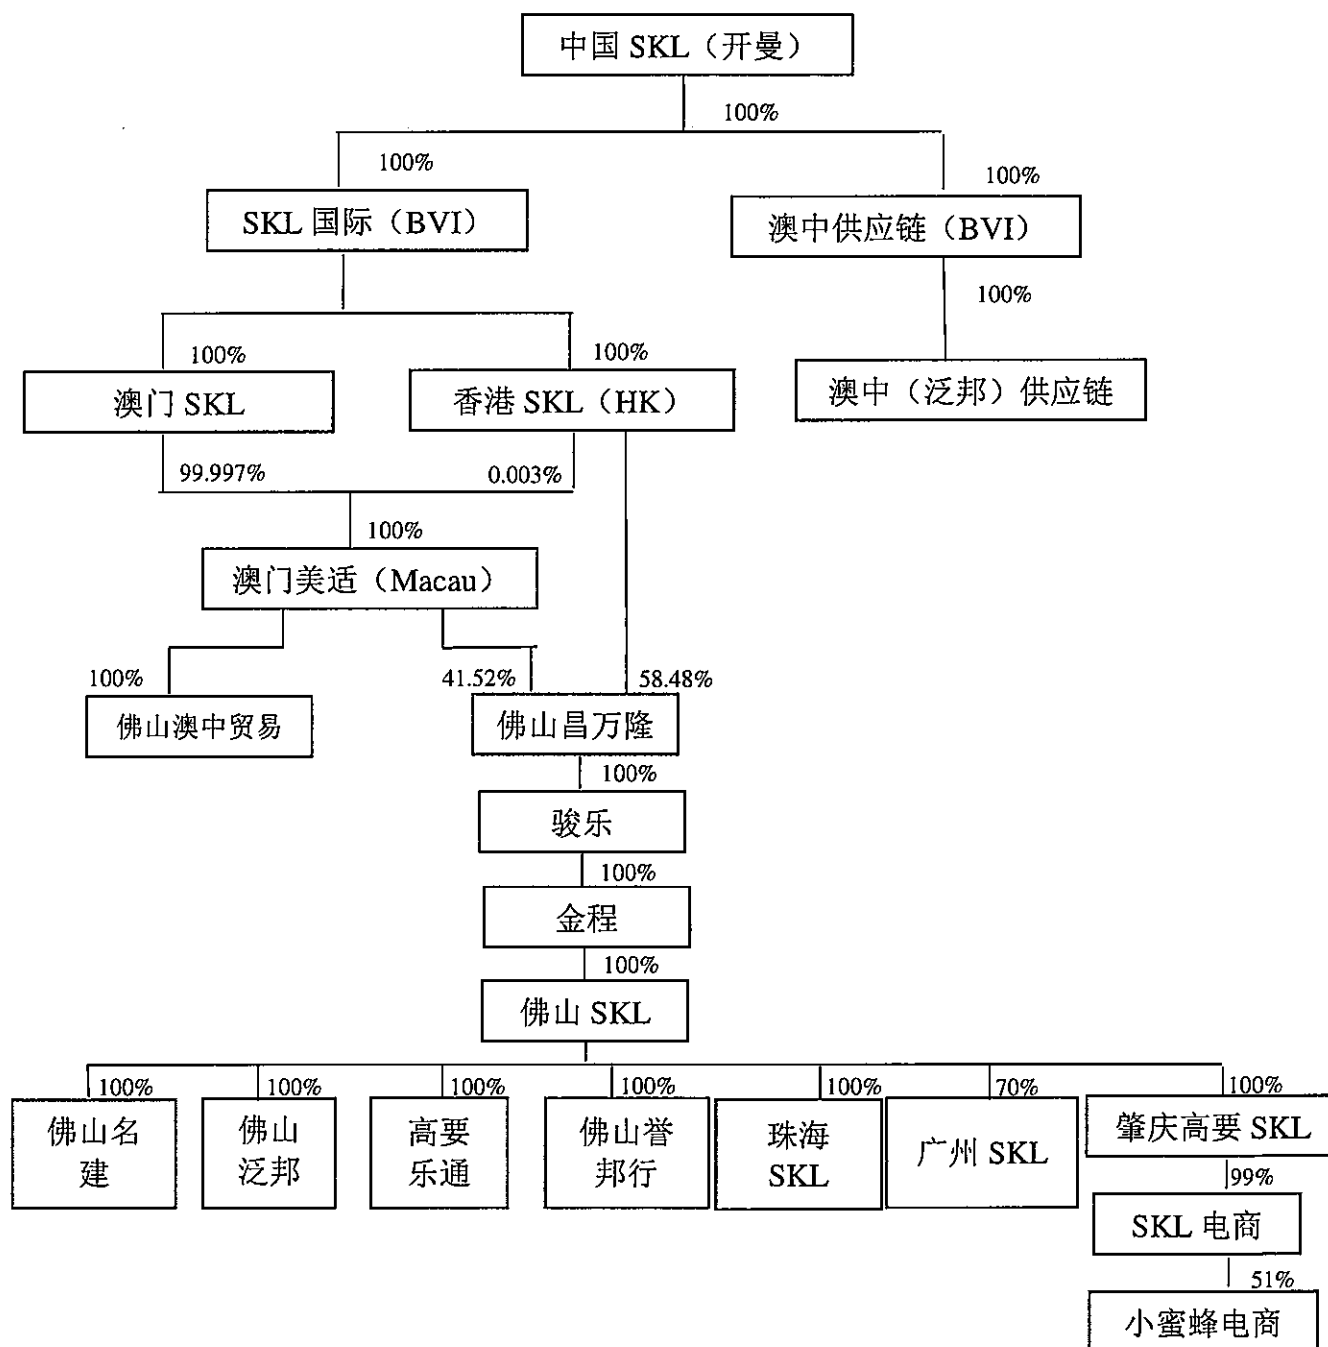 中国 SKL（开曼）
100%
100%
100%
SKL 国际（BVI）
澳中供应链（BVI）
100%
100%
100%
澳门 SKL
香港 SKL（HK）
澳中（泛邦）供应链
99.997%
0.003%
100%
澳门美适（Macau）
100%
41.52%
58.48%
佛山澳中贸易
佛山昌万隆
100%
骏乐
100%
金程
100%
佛山 SKL
100%
100%
100%
100%
100%
70%
100%
佛山名
建
佛山
泛邦
高要
乐通
佛山誉
邦行
珠海
SKL
广州 SKL
肇庆高要 SKL
99%
SKL 电商
51%
小蜜蜂电商